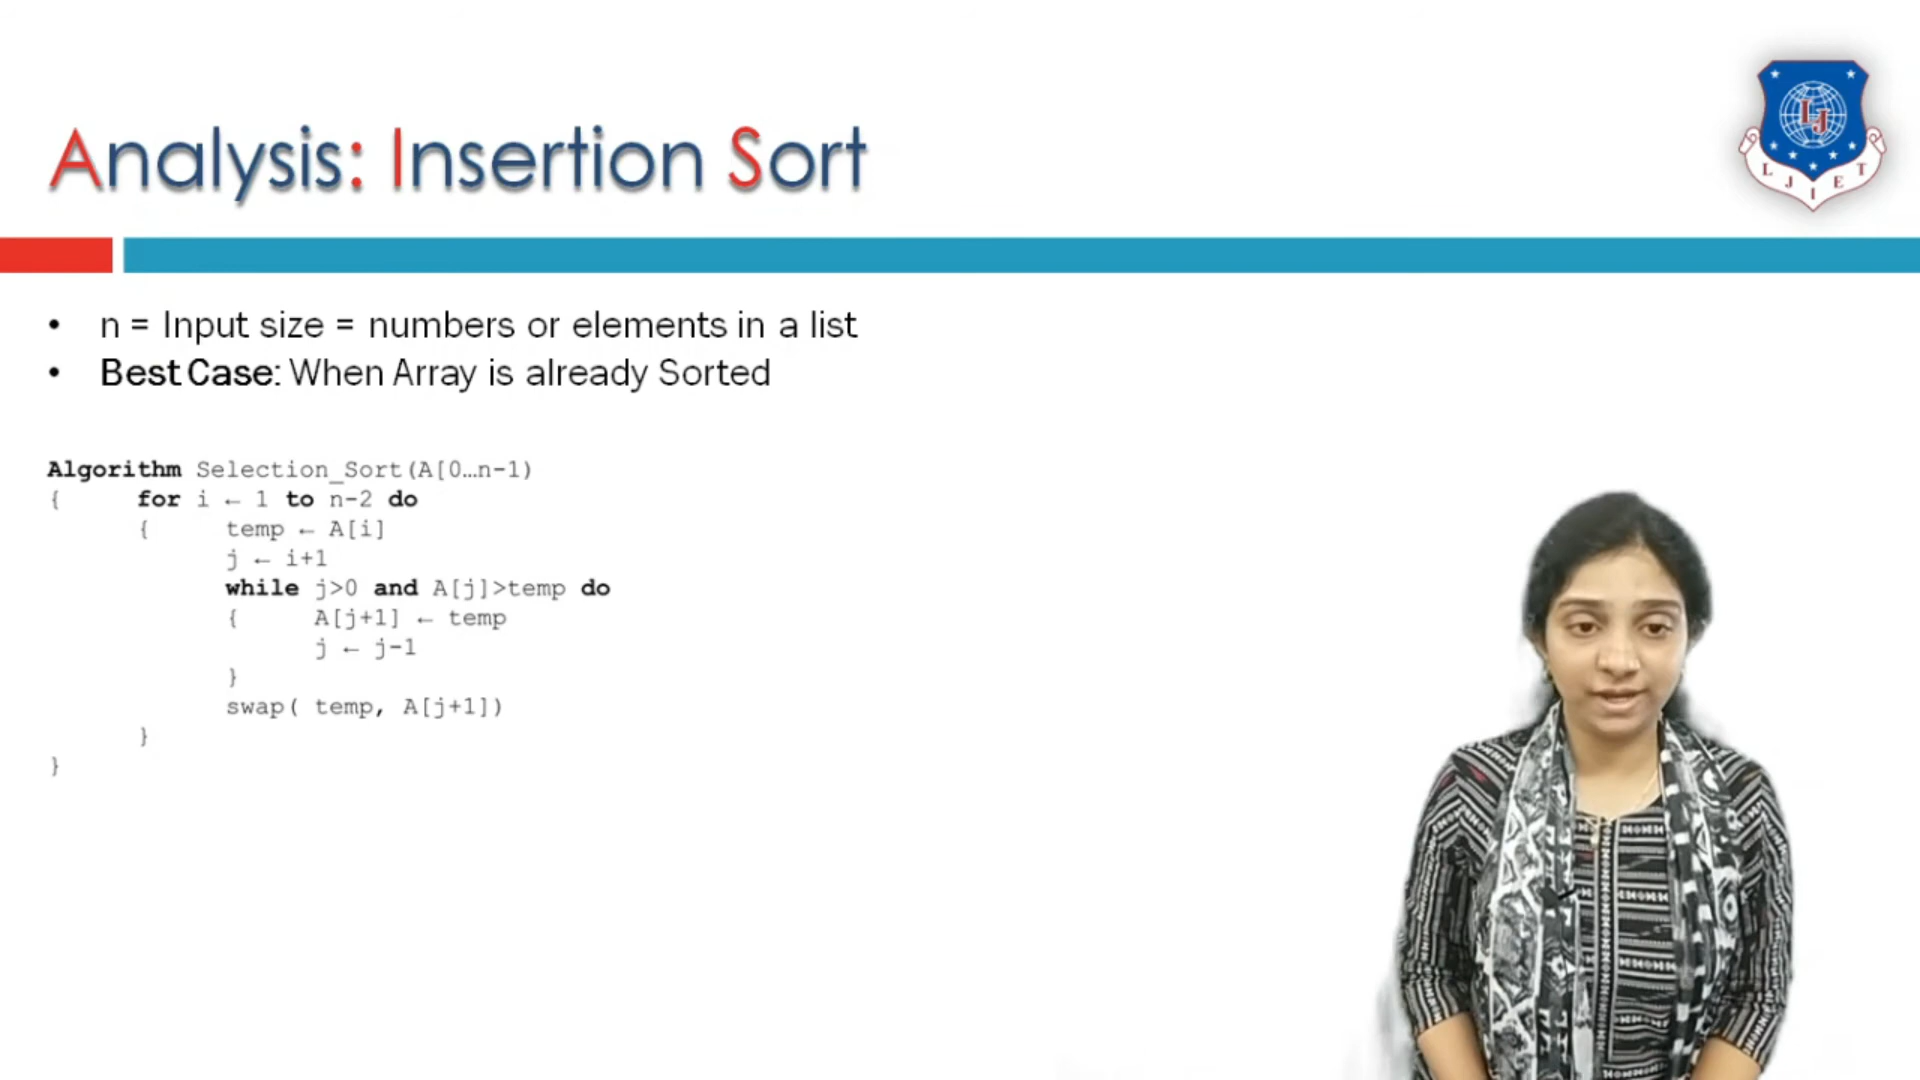 Analysis: Insertion Sort
LJ
LJIET
• n = Input size = numbers or elements in a list
• Best Case: When Array is already Sorted
Algorithm Selection_Sort(A[0…n-1)
{ for i ← 1 to n-2 do
{ temp ← A[i]
j ← i+1
while j>0 and A[j]>temp do
{ A[j+1] ← temp
j ← j-1
}
swap( temp, A[j+1])
}
}